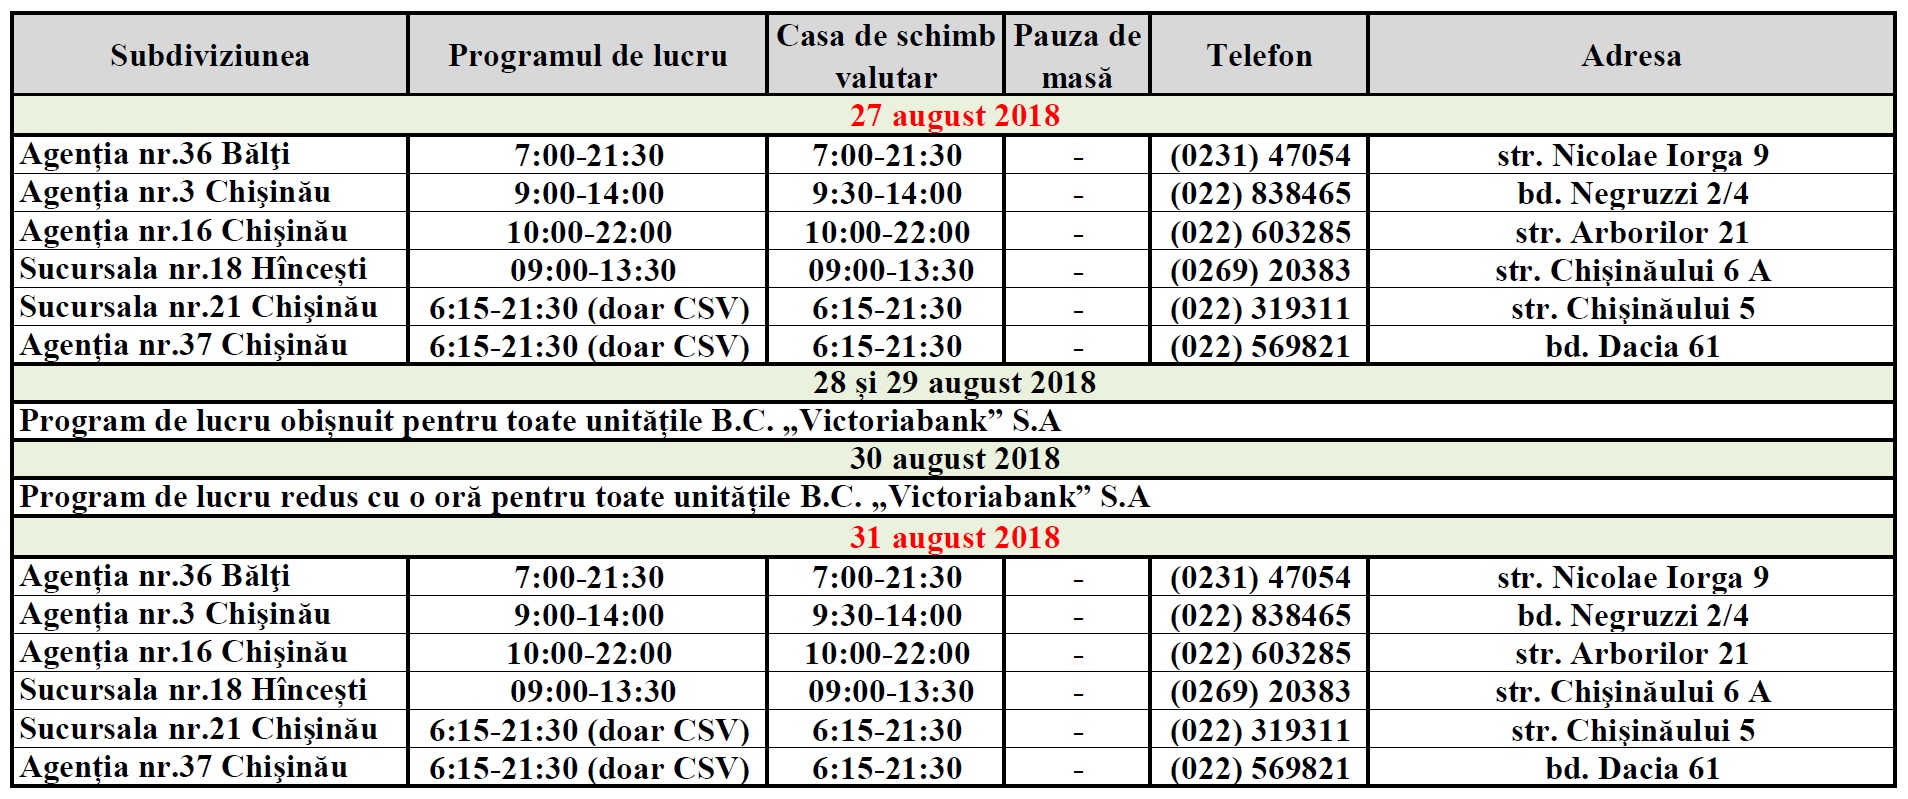 Subdiviziunea Programul de lucru Casa de schimb valutar Pauza de masă Telefon Adresa
27 august 2018
Agenția nr.36 Bălţi 7:00-21:30 7:00-21:30 - (0231) 47054 str. Nicolae Iorga 9
Agenția nr.3 Chişinău 9:00-14:00 9:30-14:00 - (022) 838465 bd. Negruzzi 2/4
Agenția nr.16 Chişinău 10:00-22:00 10:00-22:00 - (022) 603285 str. Arborilor 21
Sucursala nr.18 Hîncești 09:00-13:30 09:00-13:30 - (0269) 20383 str. Chişinăului 6 A
Sucursala nr.21 Chişinău 6:15-21:30 (doar CSV) 6:15-21:30 - (022) 319311 str. Chișinăului 5
Agenția nr.37 Chişinău 6:15-21:30 (doar CSV) 6:15-21:30 - (022) 569821 bd. Dacia 61
28 și 29 august 2018
Program de lucru obișnuit pentru toate unitățile B.C. „Victoriabank” S.A
30 august 2018
Program de lucru redus cu o oră pentru toate unitățile B.C. „Victoriabank” S.A
31 august 2018
Agenția nr.36 Bălţi 7:00-21:30 7:00-21:30 - (0231) 47054 str. Nicolae Iorga 9
Agenția nr.3 Chişinău 9:00-14:00 9:30-14:00 - (022) 838465 bd. Negruzzi 2/4
Agenția nr.16 Chişinău 10:00-22:00 10:00-22:00 - (022) 603285 str. Arborilor 21
Sucursala nr.18 Hîncești 09:00-13:30 09:00-13:30 - (0269) 20383 str. Chişinăului 6 A
Sucursala nr.21 Chişinău 6:15-21:30 (doar CSV) 6:15-21:30 - (022) 319311 str. Chișinăului 5
Agenția nr.37 Chişinău 6:15-21:30 (doar CSV) 6:15-21:30 - (022) 569821 bd. Dacia 61